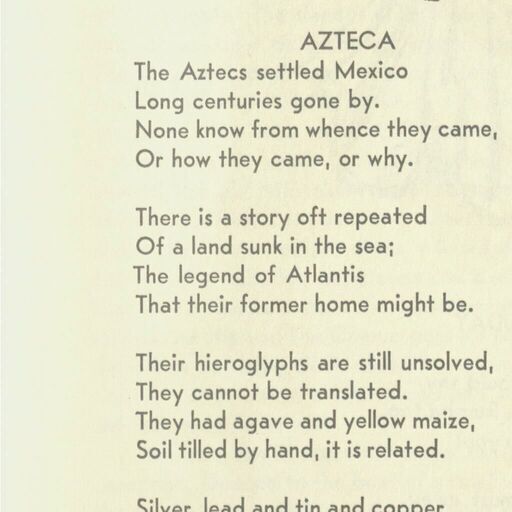 AZTECA
The Aztecs settled Mexico
Long centuries gone by.
None know from whence they came,
Or how they came, or why.
There is a story oft repeated
Of a land sunk in the sea;
The legend of Atlantis
That their former home might be.
Their hieroglyphs are still unsolved,
They cannot be translated.
They had agave and yellow maize,
Soil tilled by hand, it is related.
Silver, lead and tin and copper